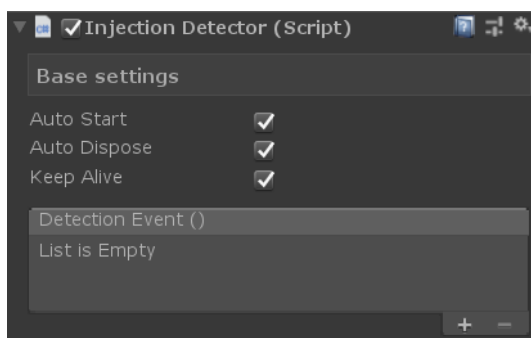 Injection Detector (Script)
Base settings
Auto Start
Auto Dispose
Keep Alive
Detection Event ()
List is Empty